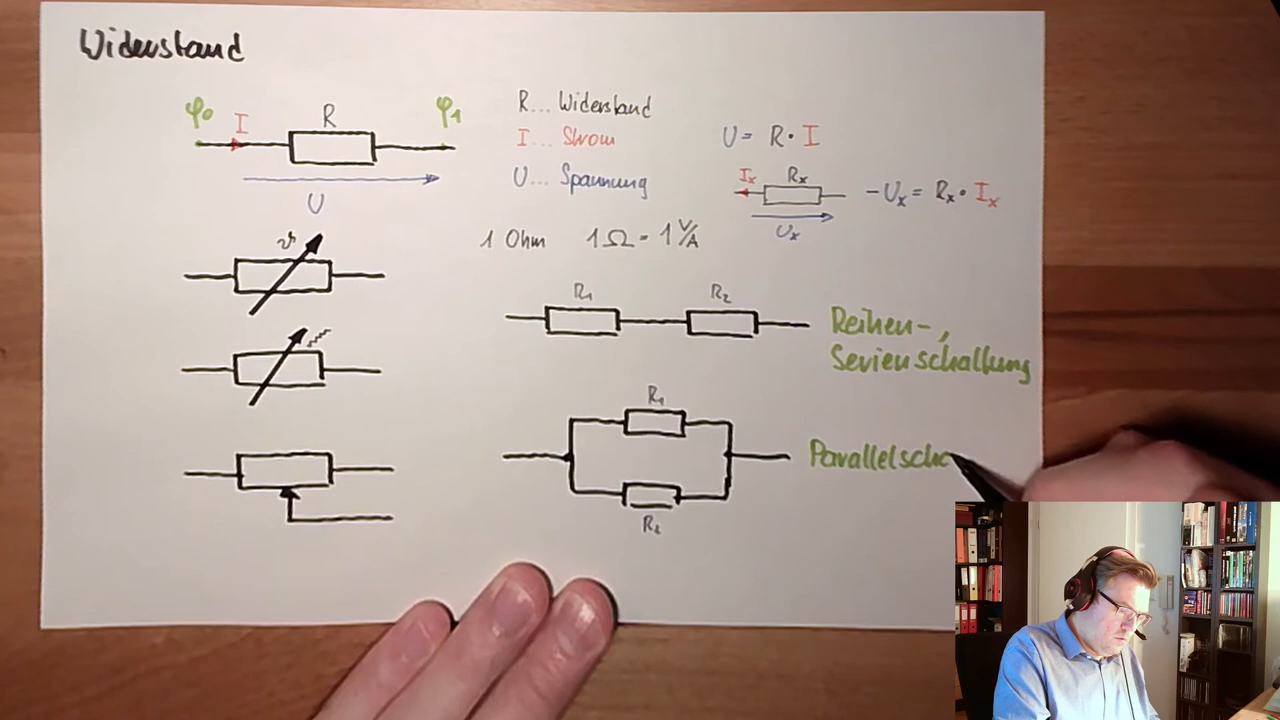 Widerstand
φ0 I R φ1
U
R... Widerstand
I... Strom
U... Spannung
U = R · I
Ix Rx
Ux
-Ux = Rx · Ix
1 Ohm 1Ω = 1 V/A
ϑ
R1 R2
Reihen-,
Serienschaltung
R1
R2
Parallelscha